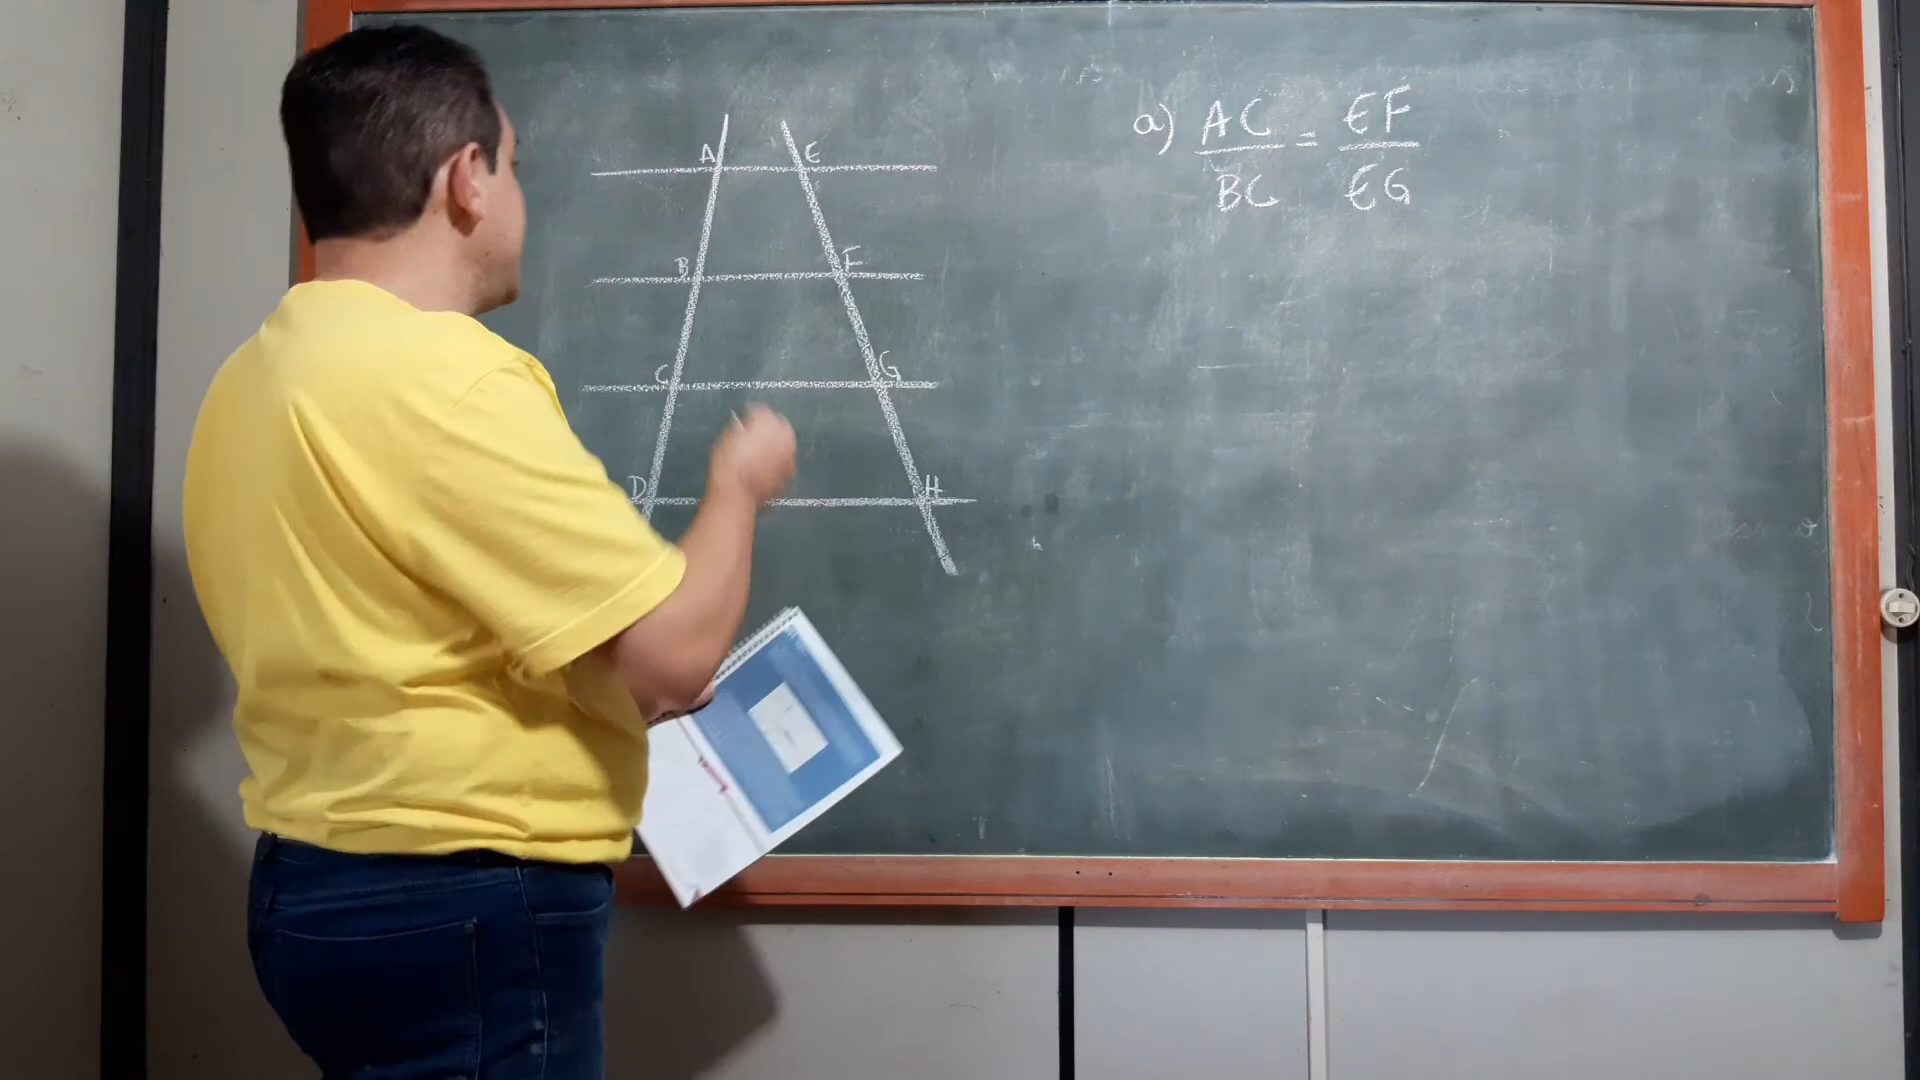 A E
B F
C G
D H
a) AC = EF
BC EG